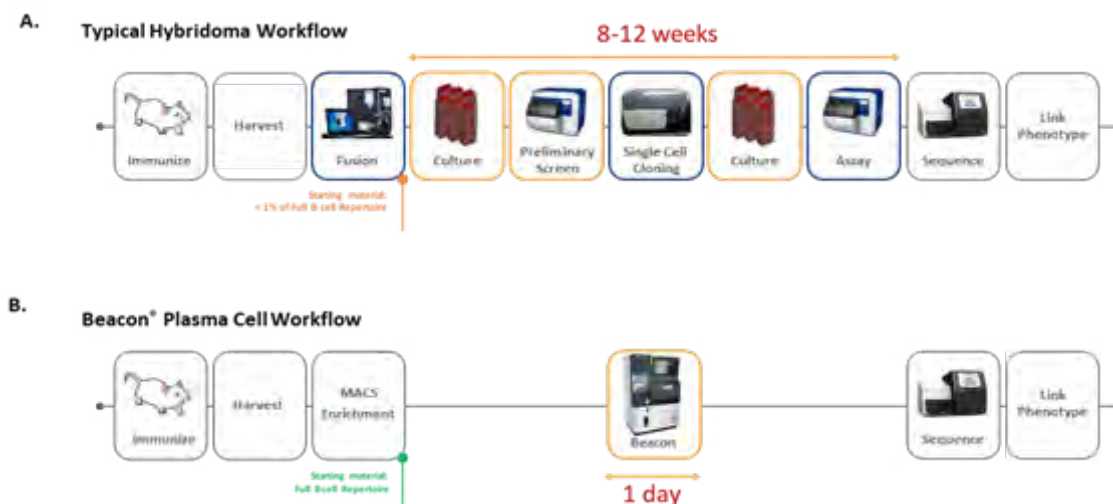 A.
Typical Hybridoma Workflow
8-12 weeks
Immunize
Harvest
Fusion
Culture
Preliminary
Screen
Single Cell
Cloning
Culture
Assay
Sequence
Link
Phenotype
Starting material:
< 1% of Full B cell Repertoire
B.
Beacon® Plasma Cell Workflow
Immunize
Harvest
MACS
Enrichment
Beacon
Sequence
Link
Phenotype
Starting material:
Full B cell Repertoire
1 day